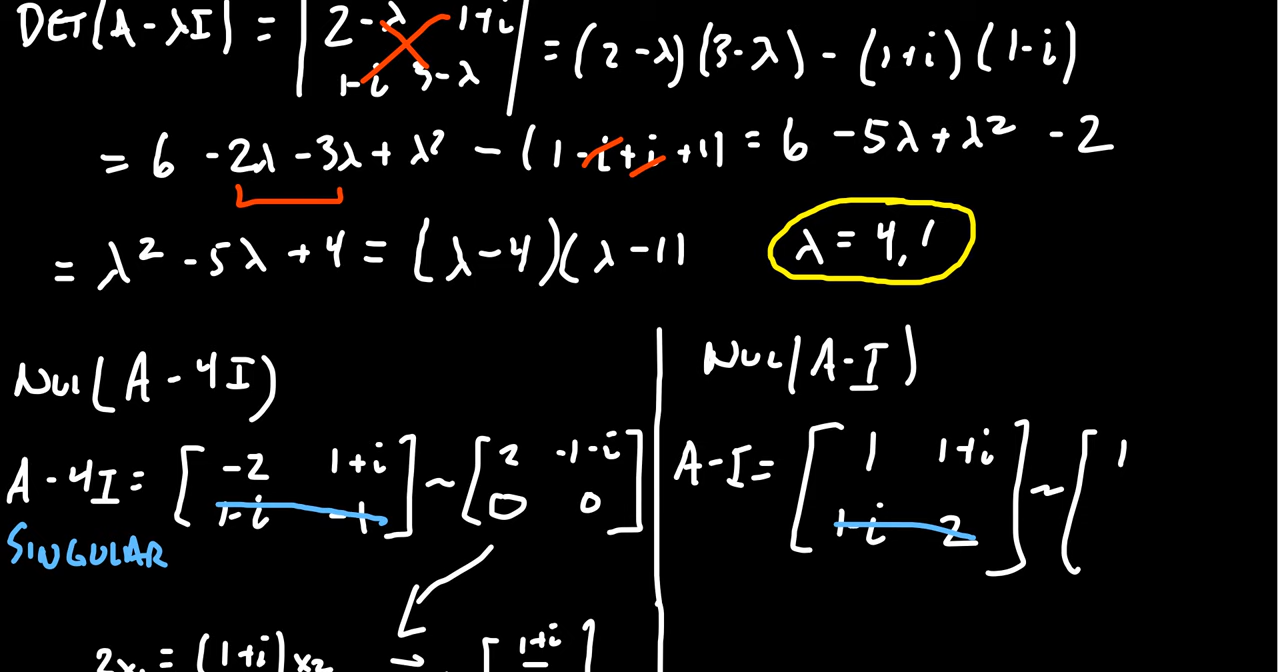 DET(A - λI) = | 2-λ 1+i | = (2-λ)(3-λ) - (1+i)(1-i)
1-i 3-λ
= 6 -2λ -3λ + λ² - (1 -i +i +1) = 6 -5λ + λ² -2
= λ² -5λ +4 = (λ-4)(λ-1) λ = 4, 1
NUL(A - 4I)
A - 4I = [ -2 1+i ] ~ [ 2 -1-i ]
1-i -1 0 0
SINGULAR
2x₁ = (1+i)x₂ → [ 1+i
NUL(A-I)
A-I = [ 1 1+i ] ~ [ 1
1-i 2